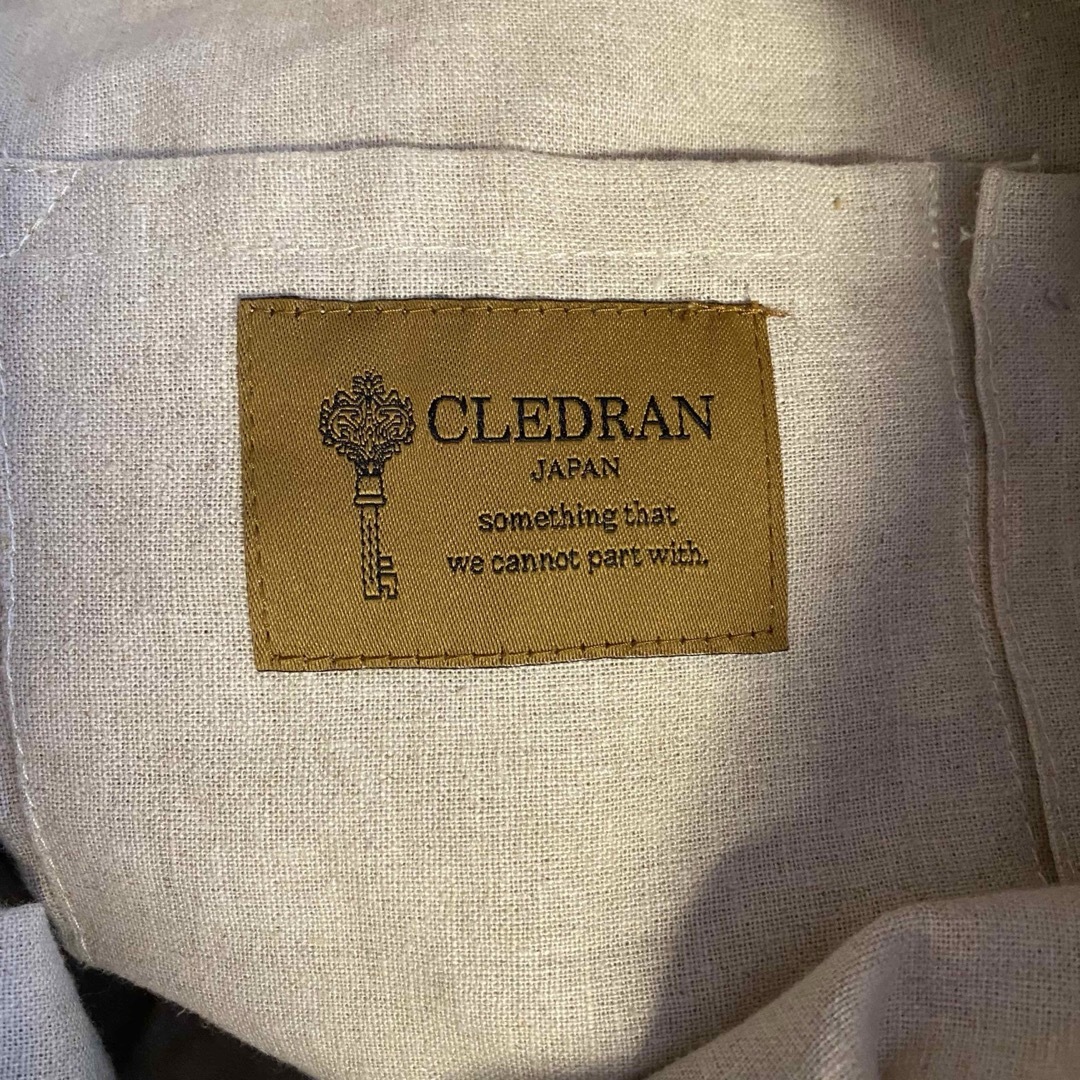 CLEDRAN
JAPAN
something that
we cannot part with.